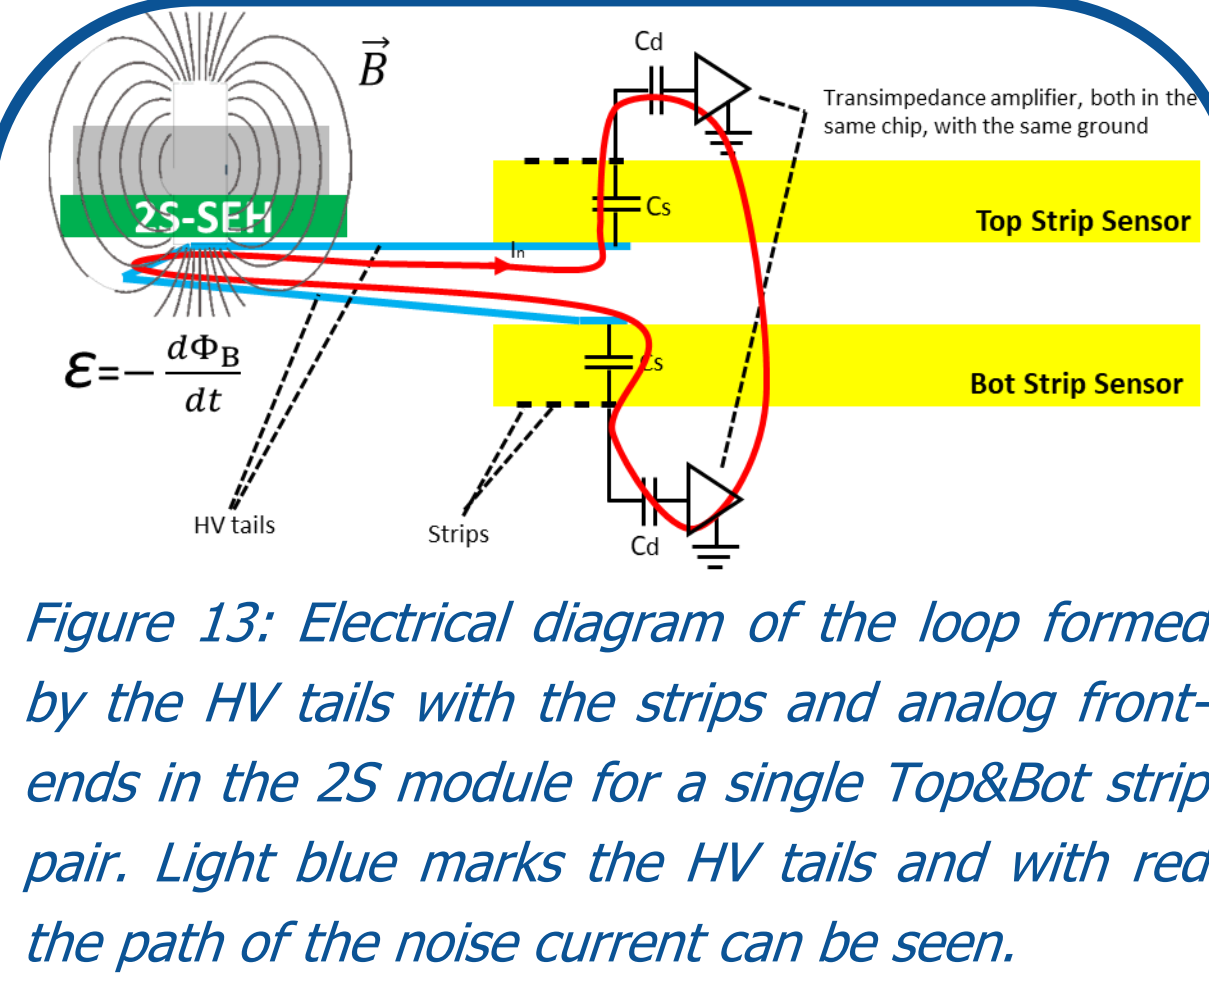 Cd
B⃗
Transimpedance amplifier, both in the
same chip, with the same ground
2S-SEH
Cs
Top Strip Sensor
In
ε=− dΦB/dt
Cs
Bot Strip Sensor
HV tails
Strips
Cd
Figure 13: Electrical diagram of the loop formed
by the HV tails with the strips and analog front-
ends in the 2S module for a single Top&Bot strip
pair. Light blue marks the HV tails and with red
the path of the noise current can be seen.